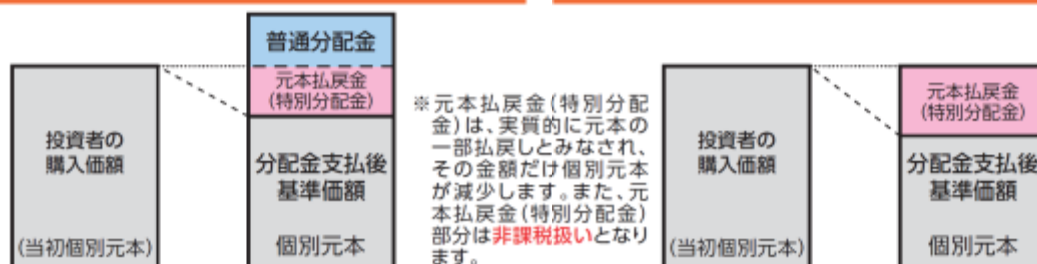 普通分配金
元本払戻金
(特別分配金)
投資者の
購入価額
(当初個別元本)
分配金支払後
基準価額
個別元本
※元本払戻金(特別分配
金)は、実質的に元本の
一部払戻しとみなされ、
その金額だけ個別元本
が減少します。また、元
本払戻金(特別分配金)
部分は非課税扱いとなり
ます。
投資者の
購入価額
(当初個別元本)
元本払戻金
(特別分配金)
分配金支払後
基準価額
個別元本